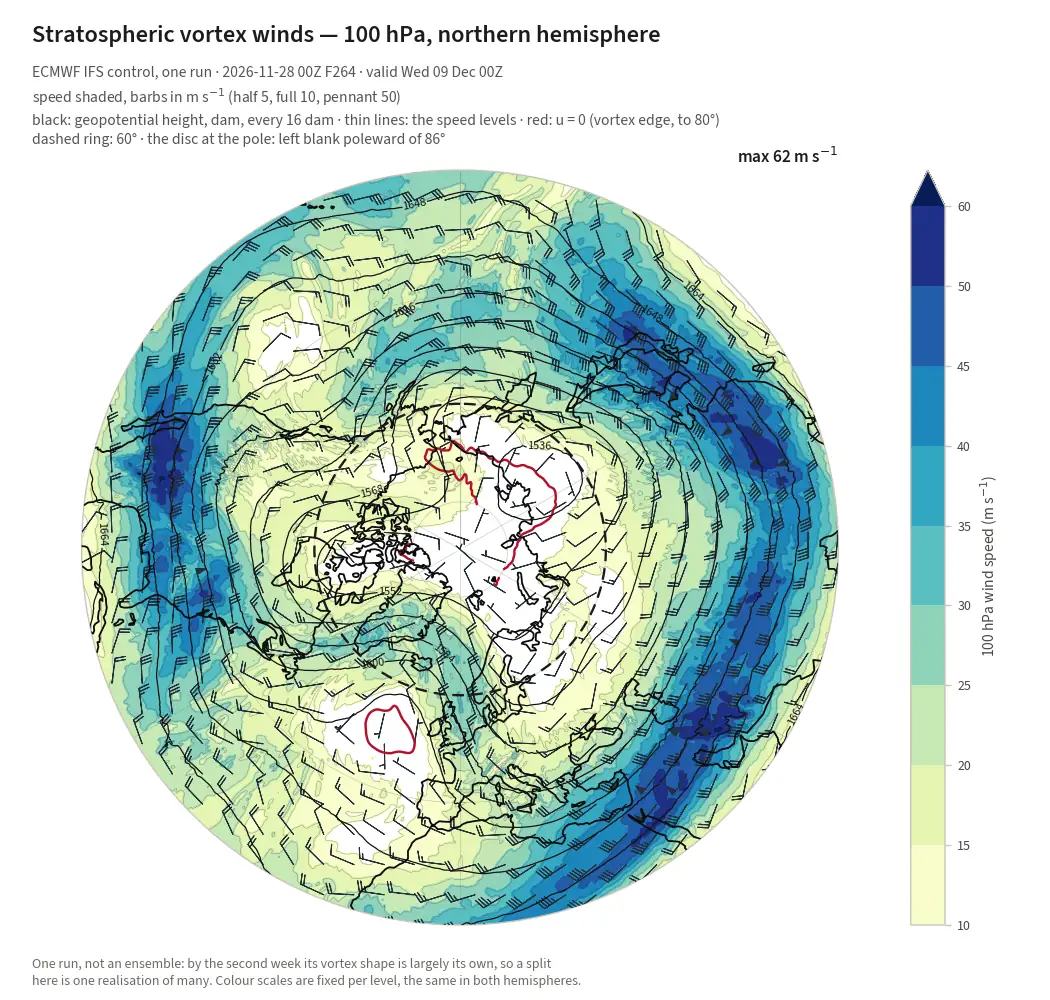 Stratospheric vortex winds — 100 hPa, northern hemisphere
ECMWF IFS control, one run · 2026-11-28 00Z F264 · valid Wed 09 Dec 00Z
speed shaded, barbs in m s⁻¹ (half 5, full 10, pennant 50)
black: geopotential height, dam, every 16 dam · thin lines: the speed levels · red: u = 0 (vortex edge, to 80°)
dashed ring: 60° · the disc at the pole: left blank poleward of 86°
max 62 m s⁻¹
1648
1664
1648
1536
1568
1664
1552
1600
1664
60
50
45
40
35
30
25
20
15
10
100 hPa wind speed (m s⁻¹)
One run, not an ensemble: by the second week its vortex shape is largely its own, so a split
here is one realisation of many. Colour scales are fixed per level, the same in both hemispheres.